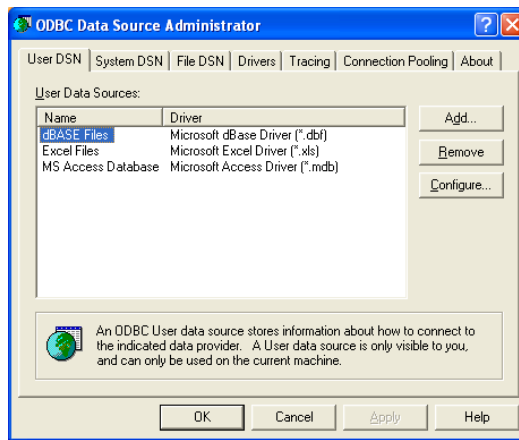 ODBC Data Source Administrator
User DSN System DSN File DSN Drivers Tracing Connection Pooling About
User Data Sources:
Name Driver
dBASE Files Microsoft dBase Driver (*.dbf)
Excel Files Microsoft Excel Driver (*.xls)
MS Access Database Microsoft Access Driver (*.mdb)
Add...
Remove
Configure...
An ODBC User data source stores information about how to connect to
the indicated data provider. A User data source is only visible to you,
and can only be used on the current machine.
OK Cancel Apply Help